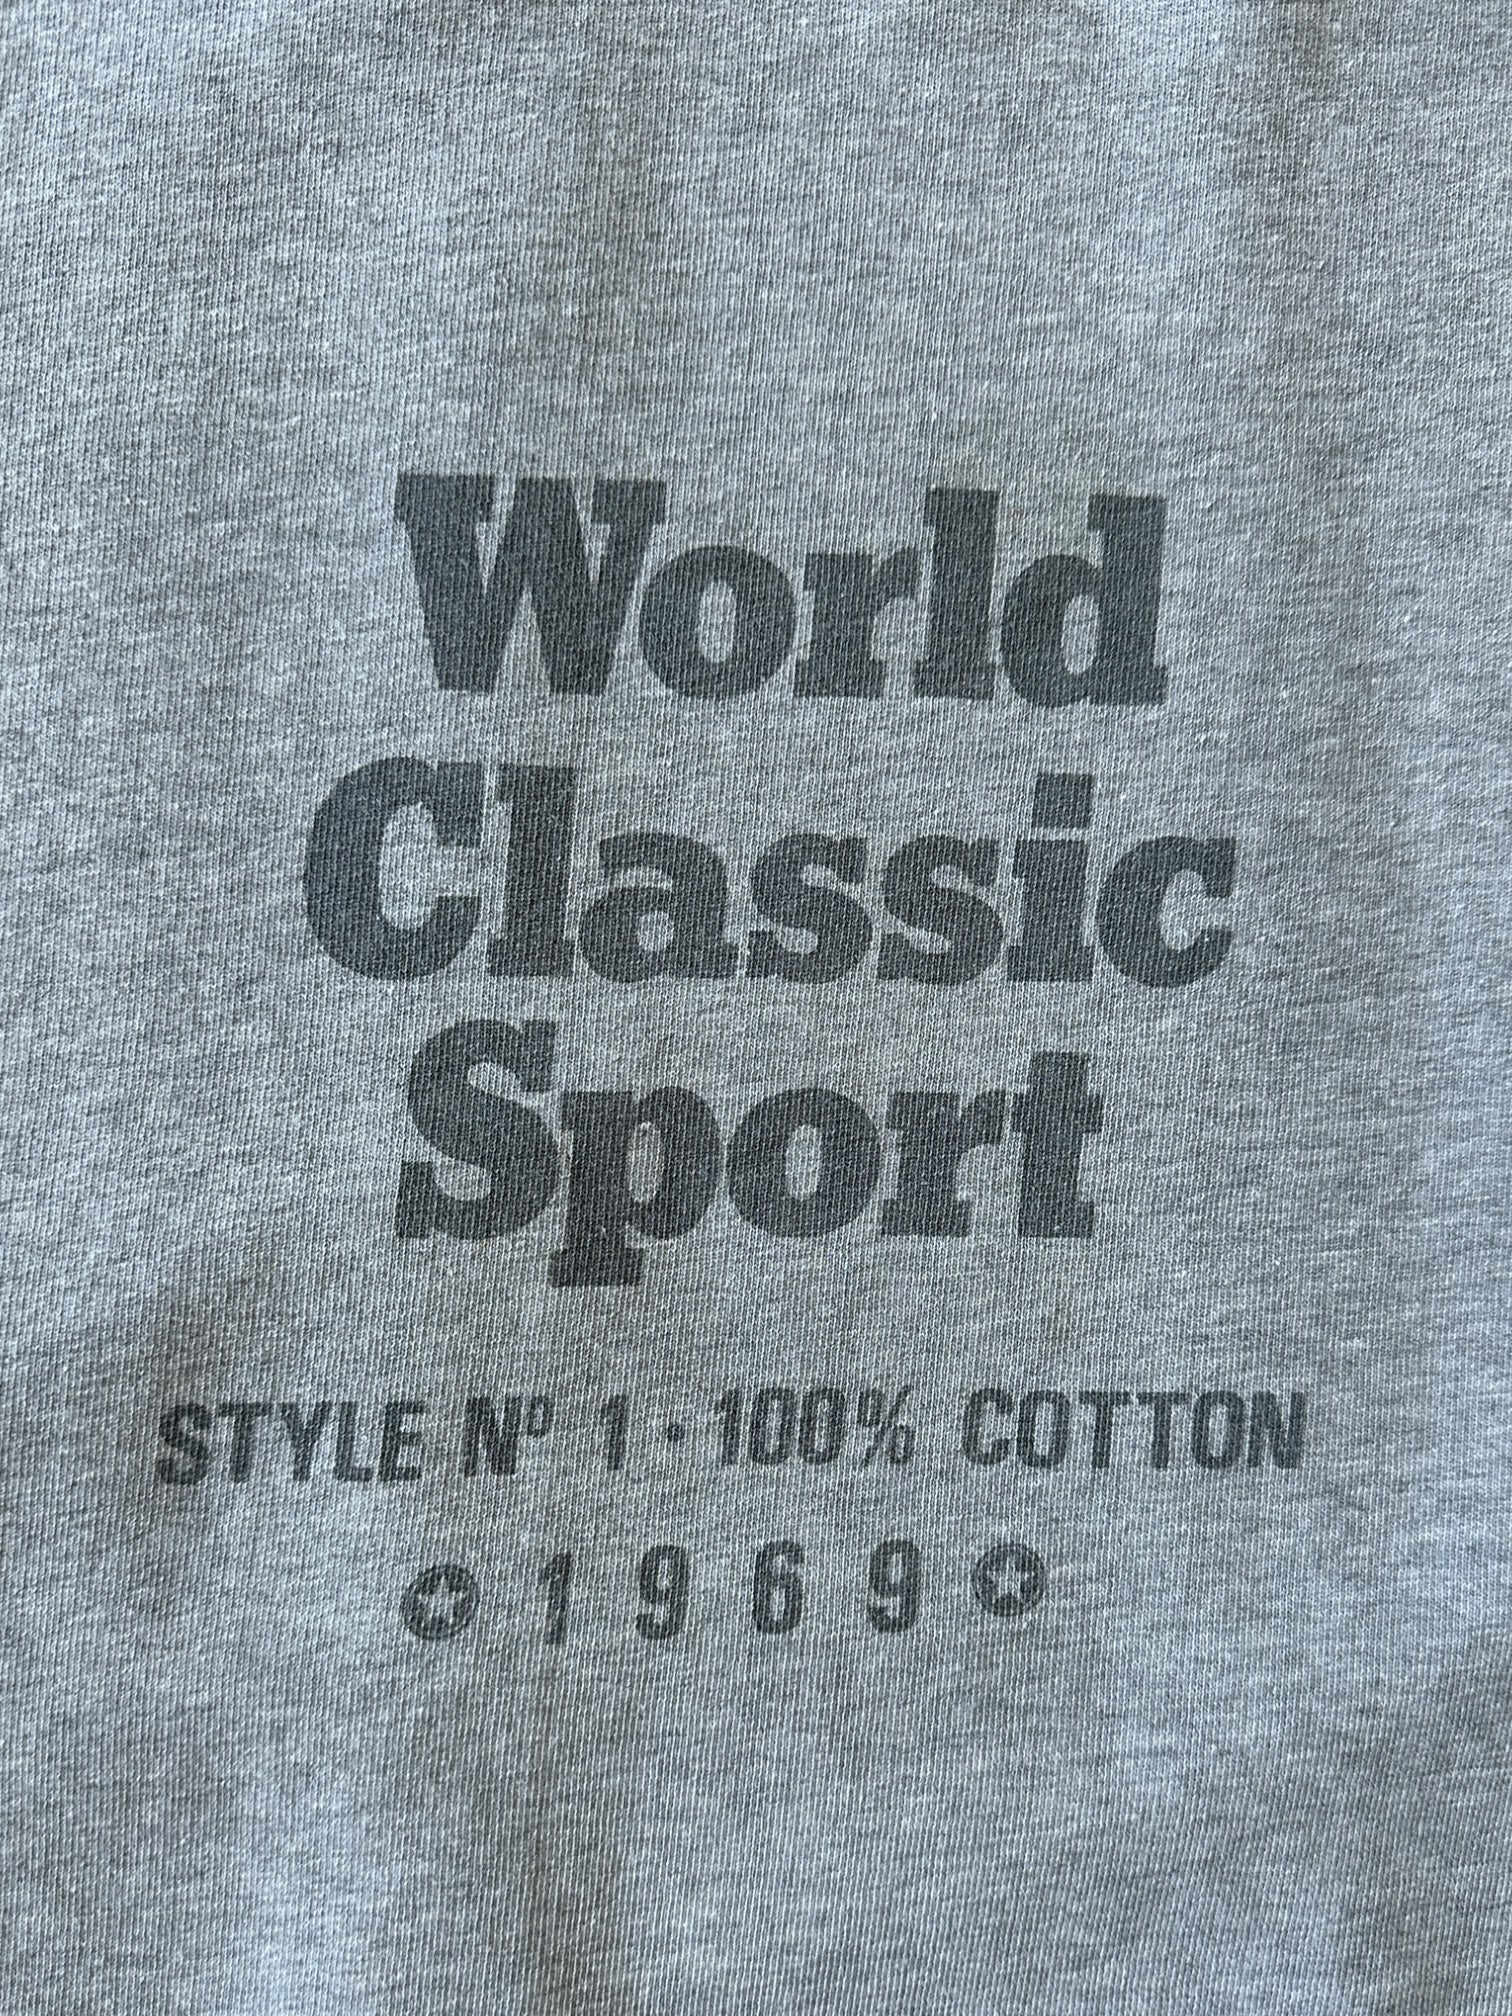 World
Classic
Sport
STYLE Nº 1 · 100% COTTON
✪ 1969 ✪